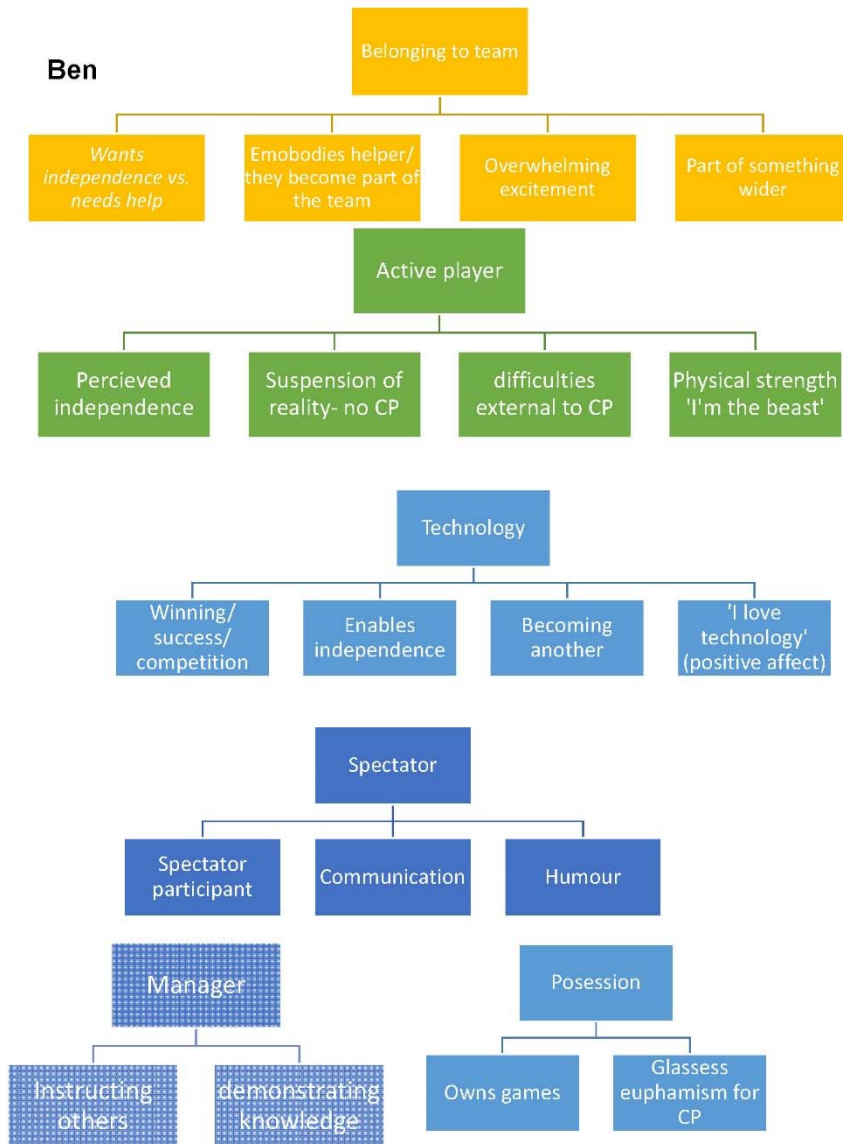 Ben
Belonging to team
Wants
independence vs.
needs help
Emobodies helper/
they become part of
the team
Overwhelming
excitement
Part of something
wider
Active player
Percieved
independence
Suspension of
reality- no CP
difficulties
external to CP
Physical strength
'I'm the beast'
Technology
Winning/
success/
competition
Enables
independence
Becoming
another
'I love
technology'
(positive affect)
Spectator
Spectator
participant
Communication
Humour
Manager
Instructing
others
demonstrating
knowledge
Posession
Owns games
Glassess
euphamism for
CP